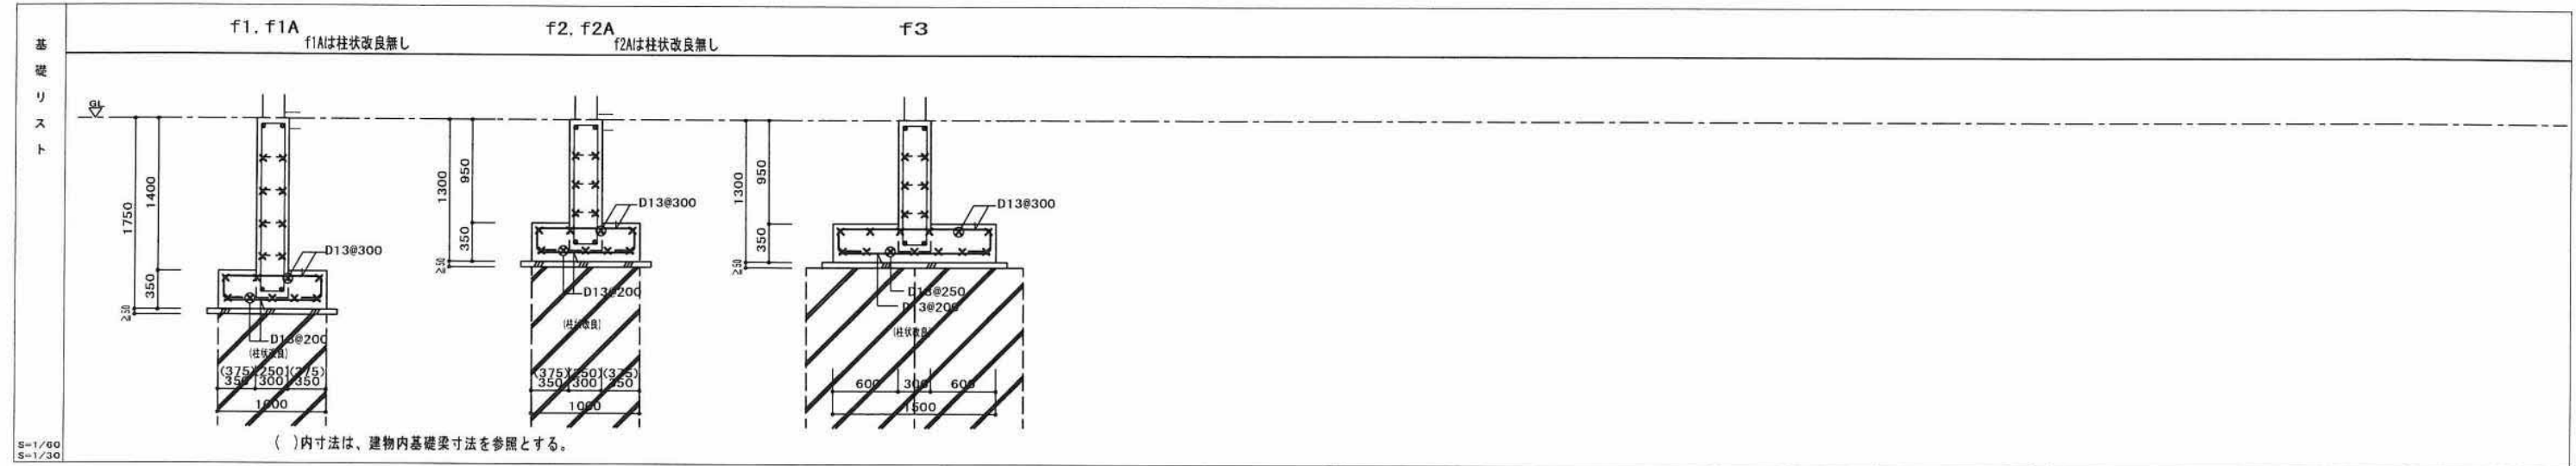 基礎リスト
S=1/60
S=1/30
f1. f1A
f1Aは柱状改良無し
f2. f2A
f2Aは柱状改良無し
f3
GL
1750
1400
350
≧50
D13@300
D13@200
(柱状改良)
(375)(250)(375)
350 300 350
1000
1300
950
350
≧50
D13@300
D13@200
(柱状改良)
(375)(250)(375)
350 300 350
1000
1300
950
350
≧50
D13@300
D13@250
D13@200
(柱状改良)
600 300 600
1500
( )内寸法は、建物内基礎梁寸法を参照とする。